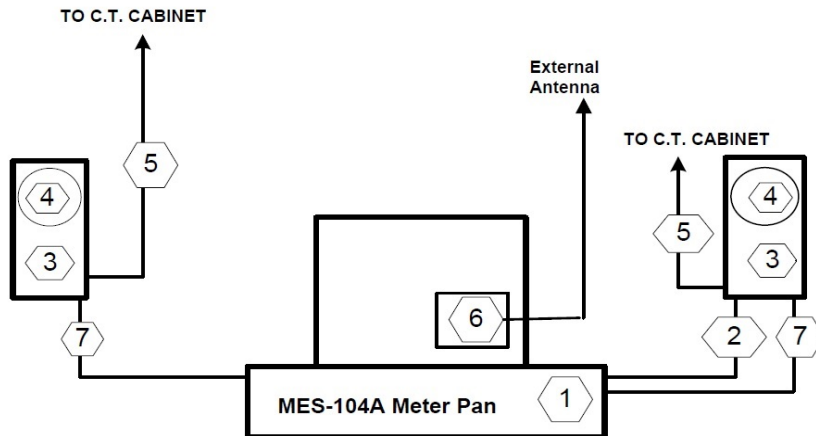 TO C.T. CABINET
External
Antenna
TO C.T. CABINET
5
4
4
5
3
3
6
7
2
7
MES-104A Meter Pan
1